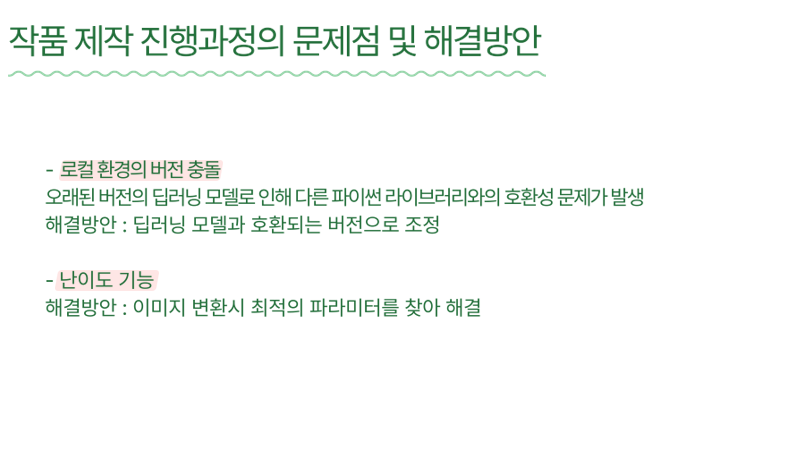 작품 제작 진행과정의 문제점 및 해결방안
- 로컬 환경의 버전 충돌
오래된 버전의 딥러닝 모델로 인해 다른 파이썬 라이브러리와의 호환성 문제가 발생
해결방안 : 딥러닝 모델과 호환되는 버전으로 조정
- 난이도 기능
해결방안 : 이미지 변환시 최적의 파라미터를 찾아 해결